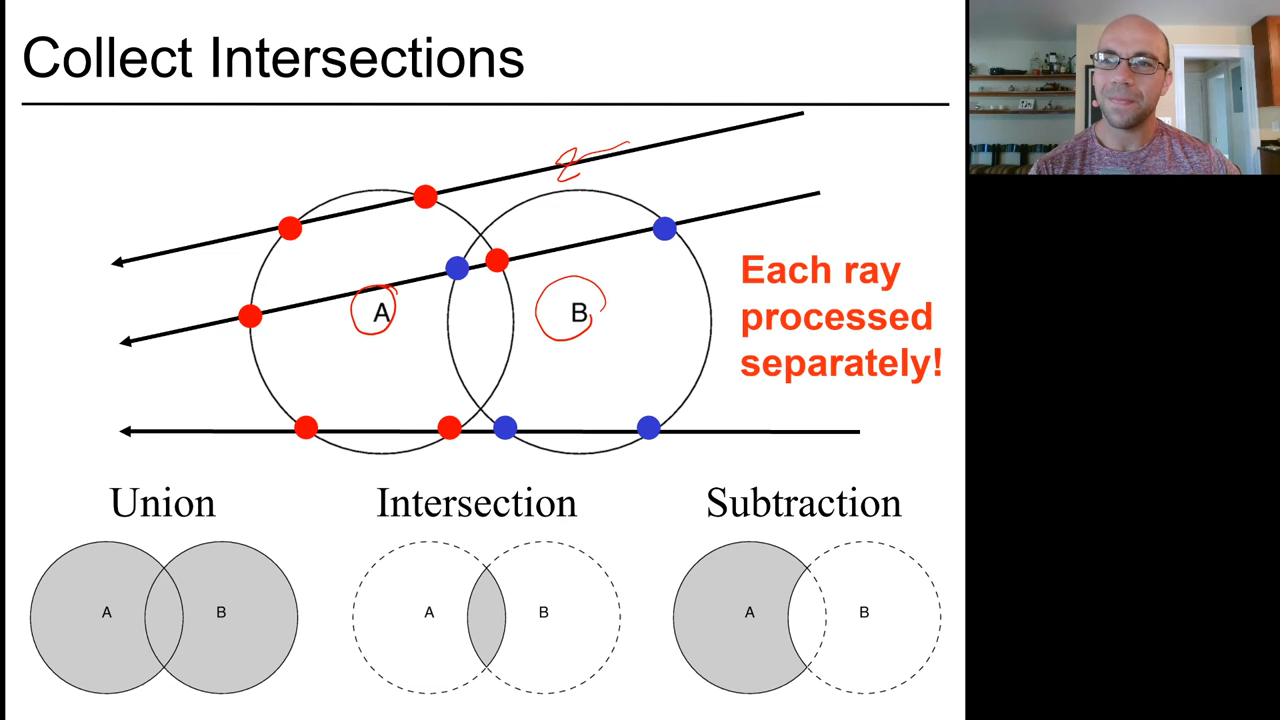 Collect Intersections
A
B
Each ray
processed
separately!
Union
Intersection
Subtraction
A
B
A
B
A
B